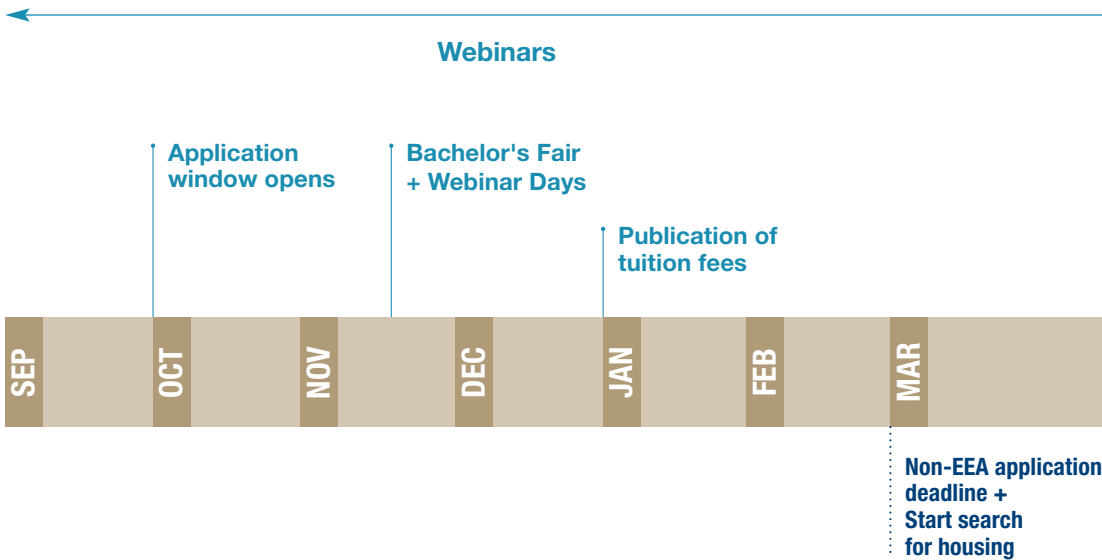 Webinars
Application
window opens
Bachelor's Fair
+ Webinar Days
Publication of
tuition fees
SEP
OCT
NOV
DEC
JAN
FEB
MAR
Non-EEA application
deadline +
Start search
for housing